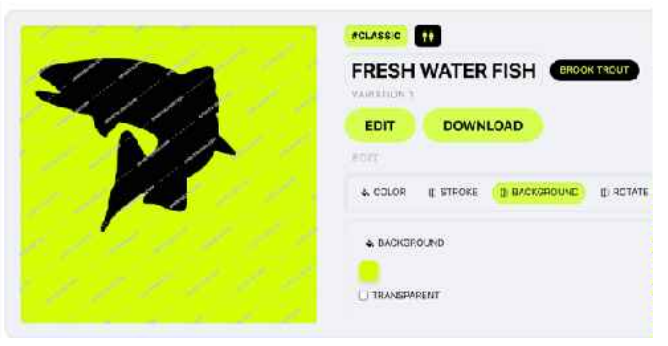 #CLASSIC
FRESH WATER FISH BROOK TROUT
VARIATION 1
EDIT DOWNLOAD
EDIT
COLOR STROKE BACKGROUND ROTATE
BACKGROUND
TRANSPARENT